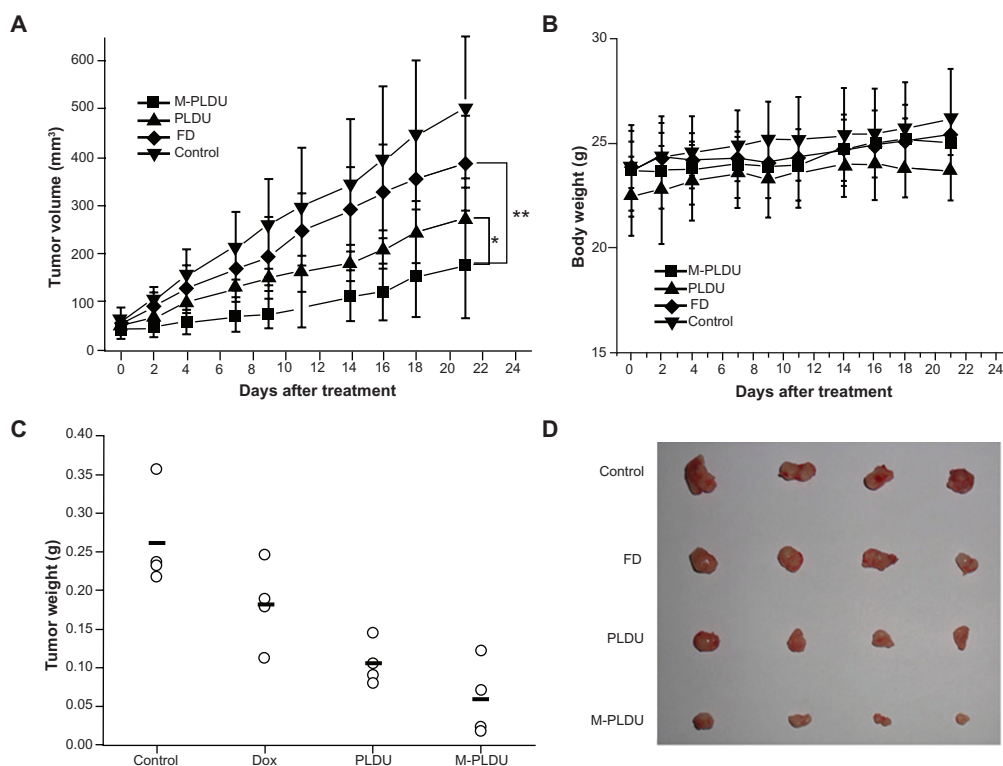 A
Tumor volume (mm³)
600
500
400
300
200
100
0
M-PLDU
PLDU
FD
Control
**
*
0 2 4 6 8 10 12 14 16 18 20 22 24
Days after treatment
B
Body weight (g)
30
25
20
15
M-PLDU
PLDU
FD
Control
0 2 4 6 8 10 12 14 16 18 20 22 24
Days after treatment
C
Tumor weight (g)
0.40
0.35
0.30
0.25
0.20
0.15
0.10
0.05
0.00
Control Dox PLDU M-PLDU
D
Control
FD
PLDU
M-PLDU